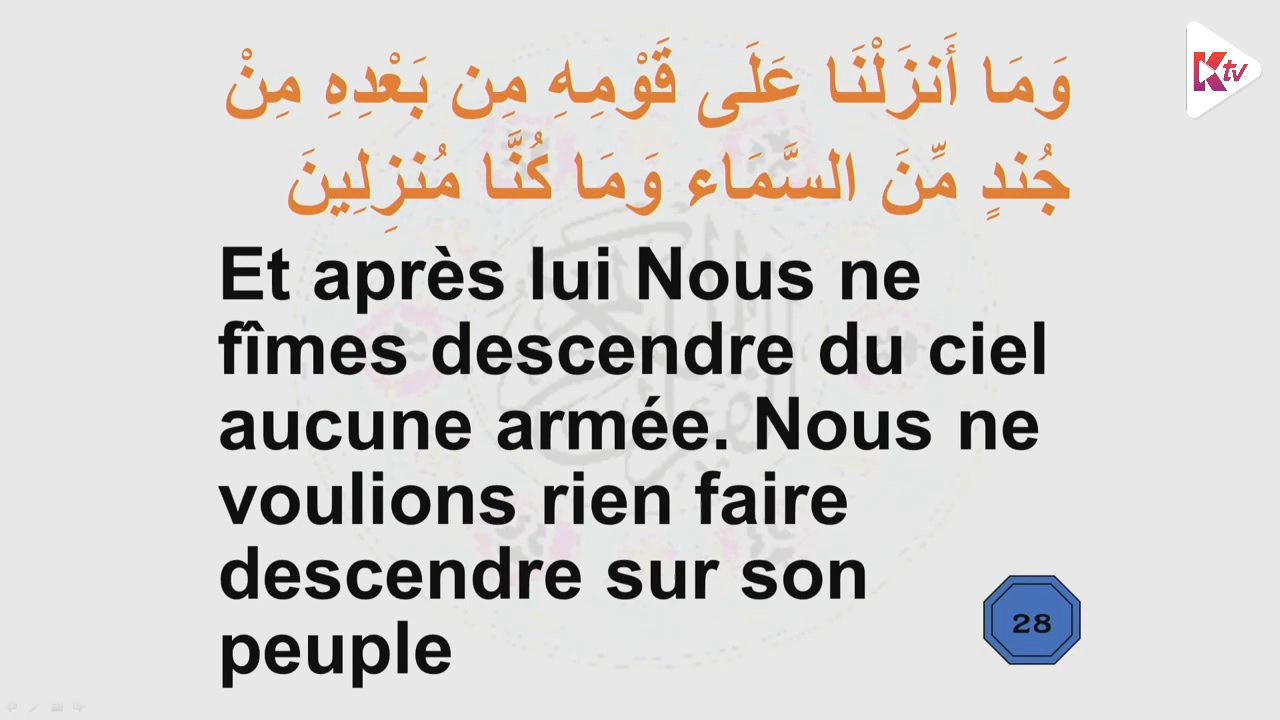 Ktv
وَمَا أَنزَلْنَا عَلَى قَوْمِهِ مِن بَعْدِهِ مِنْ
جُندٍ مِّنَ السَّمَاء وَمَا كُنَّا مُنزِلِينَ
Et après lui Nous ne
fîmes descendre du ciel
aucune armée. Nous ne
voulions rien faire
descendre sur son
peuple
28